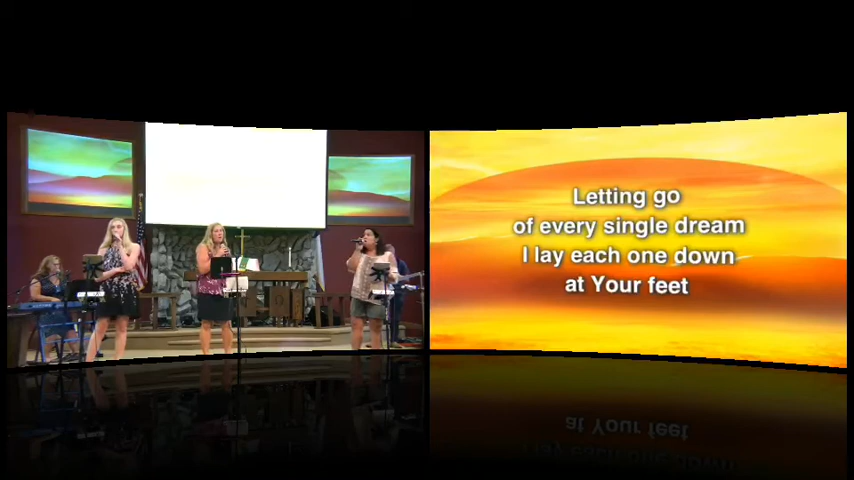 Letting go
of every single dream
I lay each one down
at Your feet